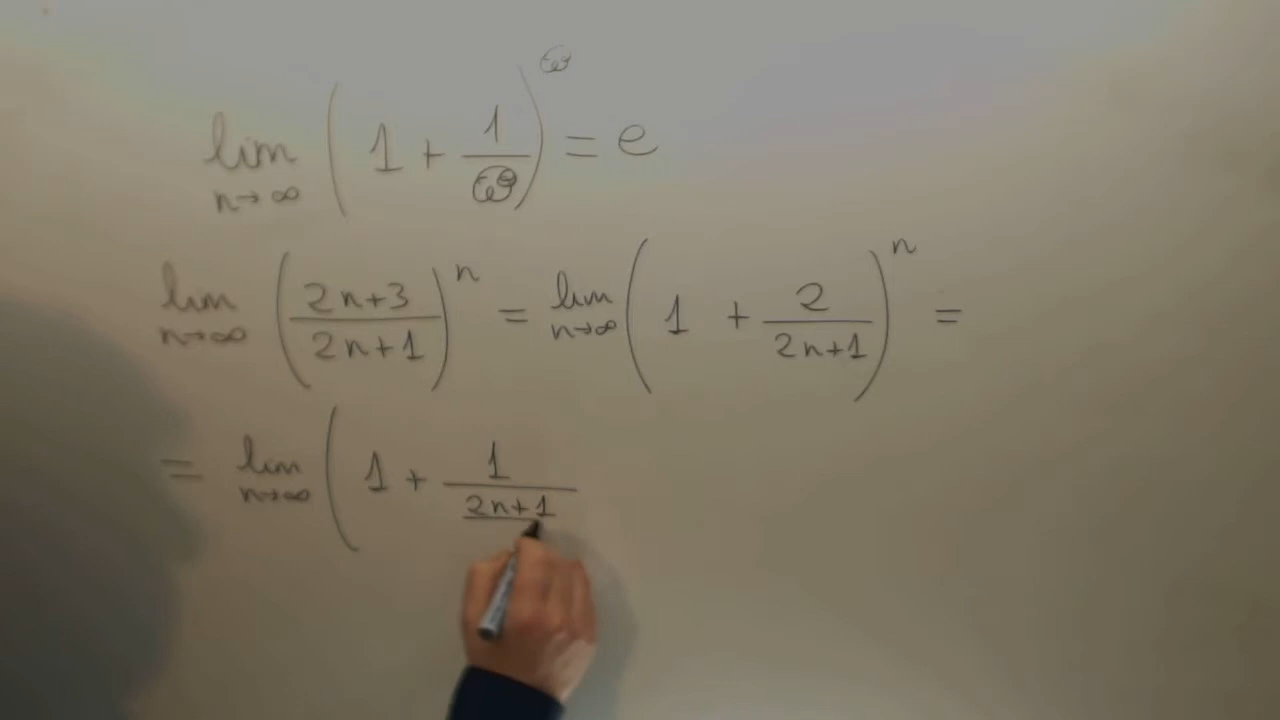 lim n→∞ ( 1 + 1/😊 )^😊 = e
lim n→∞ ( (2n+3)/(2n+1) )^n = lim n→∞ ( 1 + 2/(2n+1) )^n =
= lim n→∞ ( 1 + 1/((2n+1)/